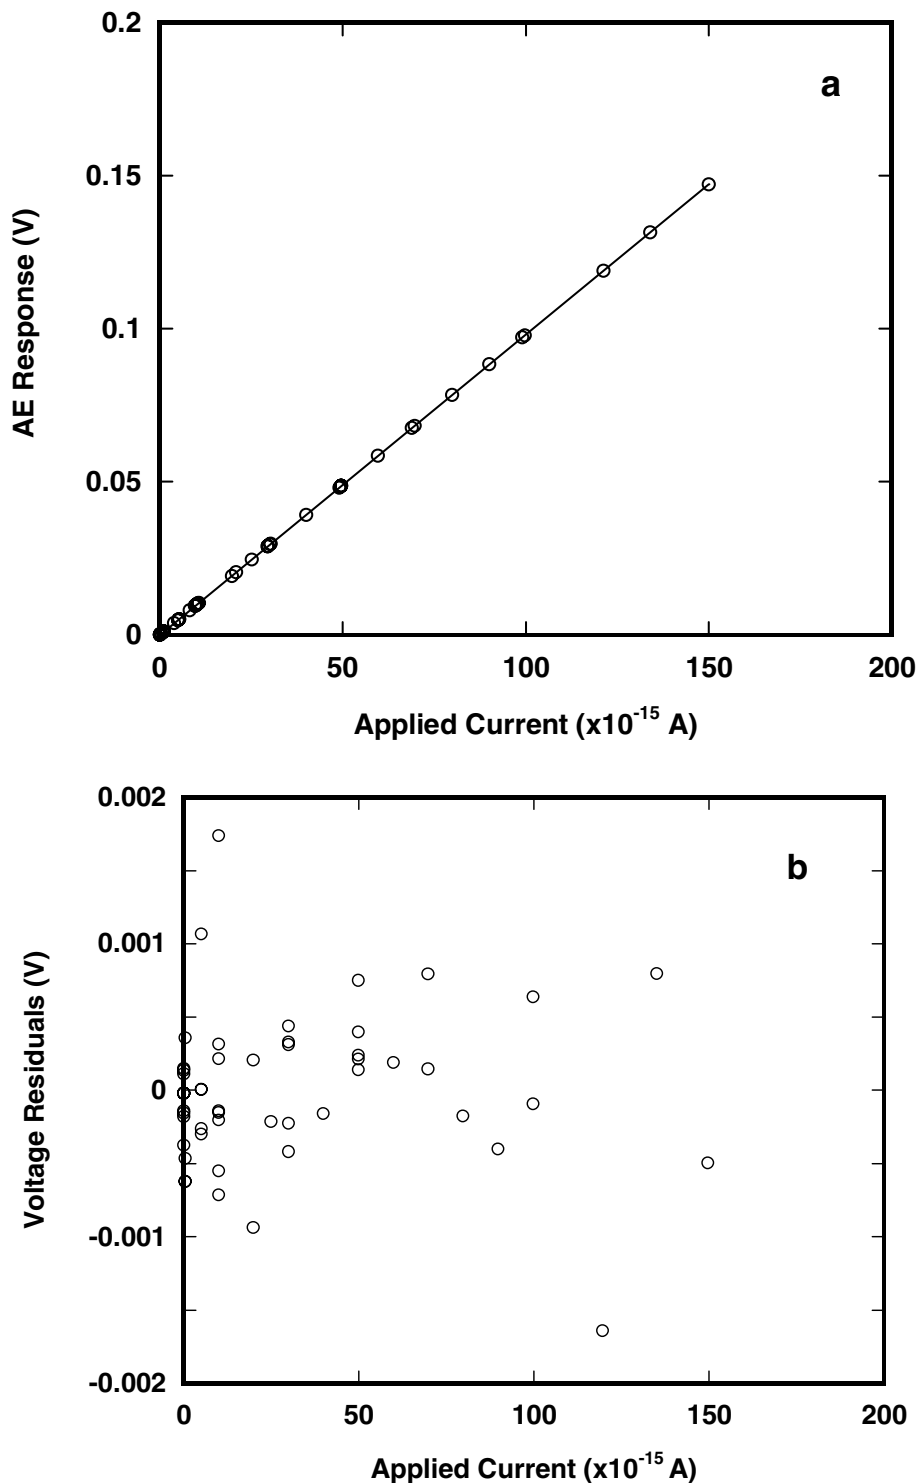 0.2
a
0.15
AE Response (V)
0.1
0.05
0
0 50 100 150 200
Applied Current (x10⁻¹⁵ A)
0.002
b
0.001
Voltage Residuals (V)
0
-0.001
-0.002
0 50 100 150 200
Applied Current (x10⁻¹⁵ A)